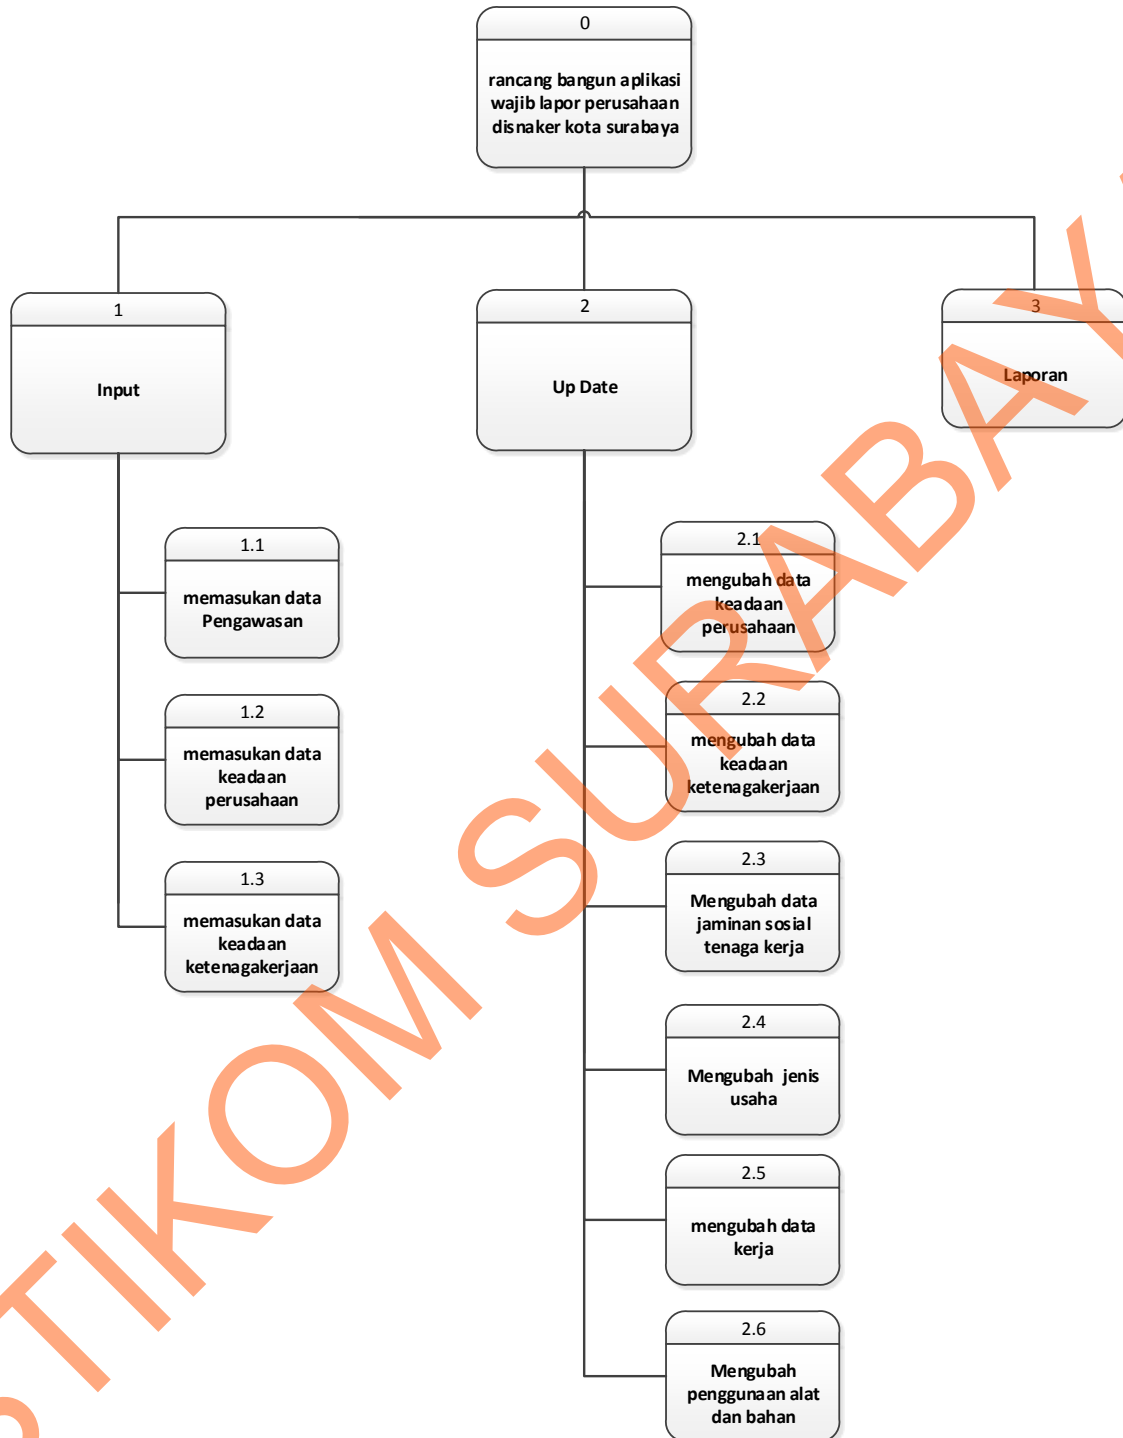 0
rancang bangun aplikasi
wajib lapor perusahaan
disnaker kota surabaya
1
Input
2
Up Date
3
Laporan
1.1
memasukan data
Pengawasan
1.2
memasukan data
keadaan
perusahaan
1.3
memasukan data
keadaan
ketenagakerjaan
2.1
mengubah data
keadaan
perusahaan
2.2
mengubah data
keadaan
ketenagakerjaan
2.3
Mengubah data
jaminan sosial
tenaga kerja
2.4
Mengubah  jenis
usaha
2.5
mengubah data
kerja
2.6
Mengubah
penggunaan alat
dan bahan
STIKOM SURABAY